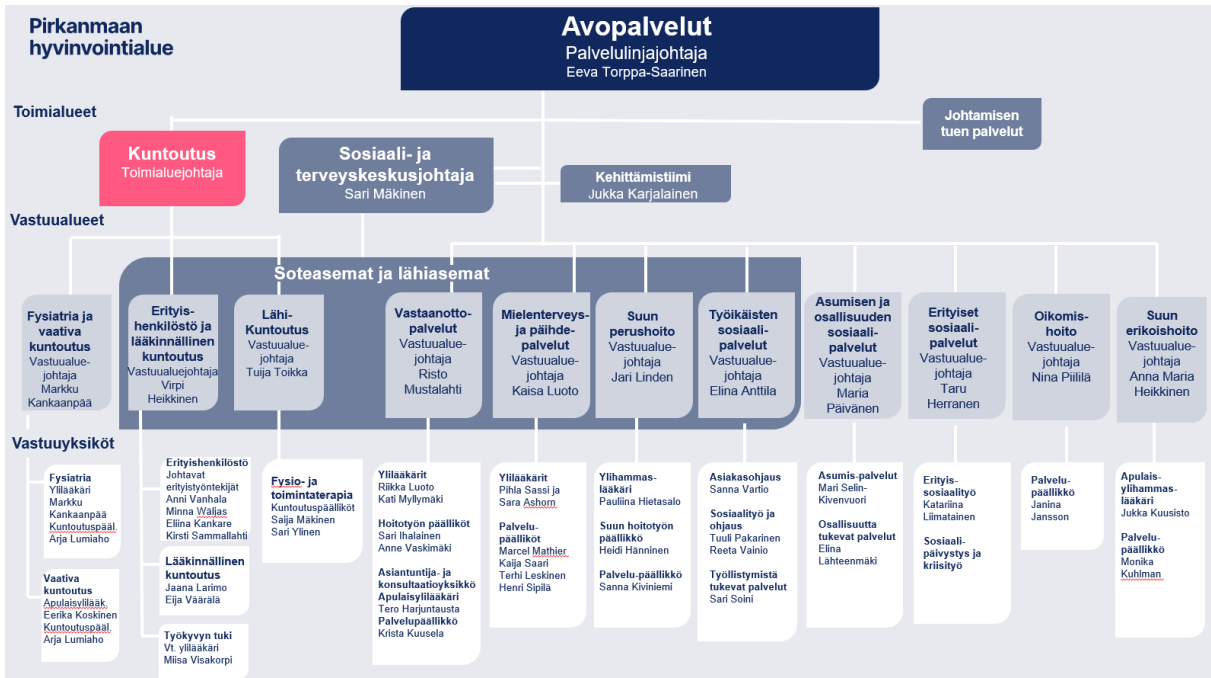 Pirkanmaan
hyvinvointialue
Avopalvelut
Palvelulinjajohtaja
Eeva Torppa-Saarinen
Toimialueet
Johtamisen
tuen palvelut
Kuntoutus
Toimialuejohtaja
Sosiaali- ja
terveyskeskusjohtaja
Sari Mäkinen
Kehittämistiimi
Jukka Karjalainen
Vastuualueet
Soteasemat ja lähiasemat
Fysiatria ja
vaativa
kuntoutus
Vastuualue-
johtaja
Markku
Kankaanpää
Erityis-
henkilöstö ja
lääkinnällinen
kuntoutus
Vastuualuejohtaja
Virpi
Heikkinen
Lähi-
Kuntoutus
Vastuualue-
johtaja
Tuija Toikka
Vastaanotto-
palvelut
Vastuualue-
johtaja
Risto
Mustalahti
Mielenterveys-
ja päihde-
palvelut
Vastuualue-
johtaja
Kaisa Luoto
Suun
perushoito
Vastuualue-
johtaja
Jari Linden
Työikäisten
sosiaali-
palvelut
Vastuualue-
johtaja
Elina Anttila
Asumisen ja
osallisuuden
sosiaali-
palvelut
Vastuualue-
johtaja
Maria
Päivänen
Erityiset
sosiaali-
palvelut
Vastuualue-
johtaja
Taru
Herranen
Oikomis-
hoito
Vastuualue-
johtaja
Nina Piililä
Suun
erikoishoito
Vastuualue-
johtaja
Anna Maria
Heikkinen
Vastuuyksiköt
Fysiatria
Ylilääkäri
Markku
Kankaanpää
Kuntoutuspääl.
Arja Lumiaho
Vaativa
kuntoutus
Apulaisylilääk.
Eerika Koskinen
Kuntoutuspääl.
Arja Lumiaho
Erityishenkilöstö
Johtavat
erityistyöntekijät
Anni Vanhala
Minna Wäljas
Eliina Kankare
Kirsti Sammallahti
Lääkinnällinen
kuntoutus
Jaana Larimo
Eija Väärälä
Työkyvyn tuki
Vt. ylilääkäri
Miisa Visakorpi
Fysio- ja
toimintaterapia
Kuntoutuspäälliköt
Saija Mäkinen
Sari Ylinen
Ylilääkärit
Riikka Luoto
Kati Myllymäki
Hoitotyön päälliköt
Sari Ihalainen
Anne Vaskimäki
Asiantuntija- ja
konsultaatioyksikkö
Apulaisylilääkäri
Tero Harjuntausta
Palvelupäällikkö
Krista Kuusela
Ylilääkärit
Pihla Sassi ja
Sara Ashorn
Palvelu-
päälliköt
Marcel Mathier
Kaija Saari
Terhi Leskinen
Henri Sipilä
Ylihammas-
lääkäri
Pauliina Hietasalo
Suun hoitotyön
päällikkö
Heidi Hänninen
Palvelu-päällikkö
Sanna Kiviniemi
Asiakasohjaus
Sanna Vartio
Sosiaalityö ja
ohjaus
Tuuli Pakarinen
Reeta Vainio
Työllistymistä
tukevat palvelut
Sari Soini
Asumis-palvelut
Mari Selin-
Kivenvuori
Osallisuutta
tukevat palvelut
Elina
Lähteenmäki
Erityis-
sosiaalityö
Katariina
Liimatainen
Sosiaali-
päivystys ja
kriisityö
Palvelu-
päällikkö
Janina
Jansson
Apulais-
ylihammas-
lääkäri
Jukka Kuusisto
Palvelu-
päällikkö
Monika
Kuhlman